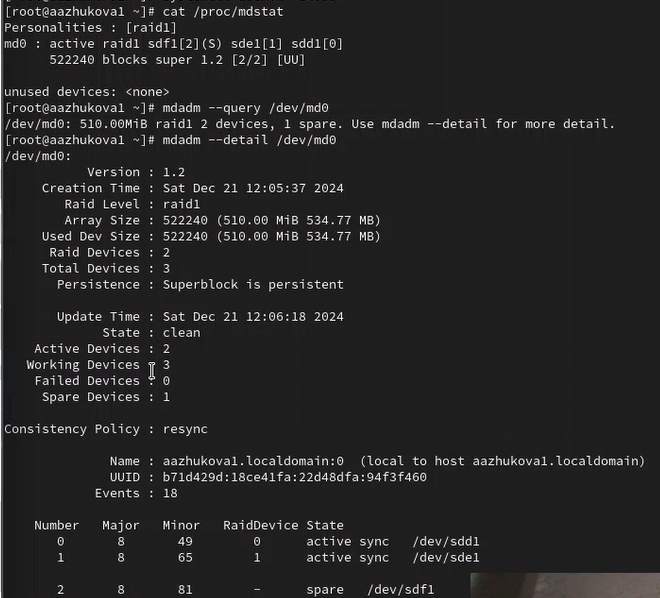 [root@aazhukova1 ~]# cat /proc/mdstat
Personalities : [raid1]
md0 : active raid1 sdf1[2](S) sde1[1] sdd1[0]
      522240 blocks super 1.2 [2/2] [UU]

unused devices: <none>
[root@aazhukova1 ~]# mdadm --query /dev/md0
/dev/md0: 510.00MiB raid1 2 devices, 1 spare. Use mdadm --detail for more detail.
[root@aazhukova1 ~]# mdadm --detail /dev/md0
/dev/md0:
           Version : 1.2
     Creation Time : Sat Dec 21 12:05:37 2024
        Raid Level : raid1
        Array Size : 522240 (510.00 MiB 534.77 MB)
     Used Dev Size : 522240 (510.00 MiB 534.77 MB)
      Raid Devices : 2
     Total Devices : 3
       Persistence : Superblock is persistent

       Update Time : Sat Dec 21 12:06:18 2024
             State : clean
    Active Devices : 2
   Working Devices : 3
    Failed Devices : 0
     Spare Devices : 1

Consistency Policy : resync

              Name : aazhukova1.localdomain:0  (local to host aazhukova1.localdomain)
              UUID : b71d429d:18ce41fa:22d48dfa:94f3f460
            Events : 18

    Number   Major   Minor   RaidDevice State
       0       8       49        0      active sync   /dev/sdd1
       1       8       65        1      active sync   /dev/sde1

       2       8       81        -      spare   /dev/sdf1